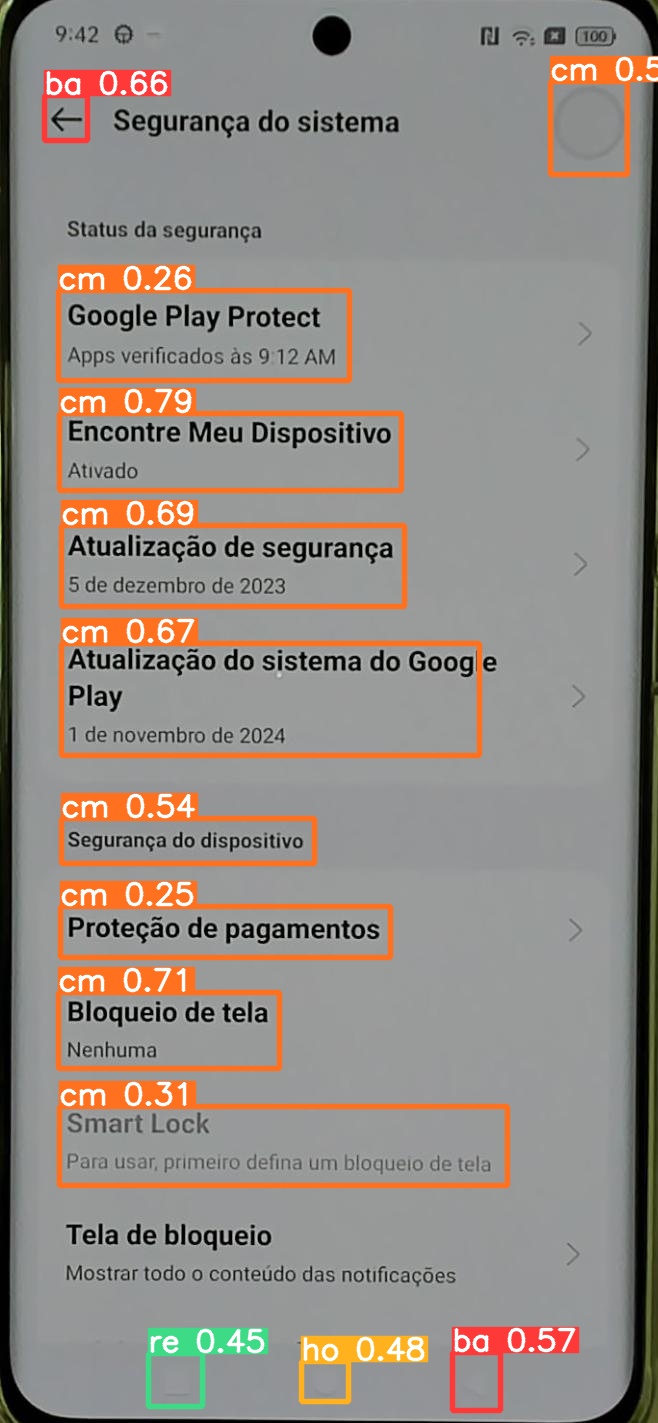 9:42
100
ba 0.66
cm 0.5
Segurança do sistema
Status da segurança
cm 0.26
Google Play Protect
Apps verificados às 9:12 AM
cm 0.79
Encontre Meu Dispositivo
Ativado
cm 0.69
Atualização de segurança
5 de dezembro de 2023
cm 0.67
Atualização do sistema do Google
Play
1 de novembro de 2024
cm 0.54
Segurança do dispositivo
cm 0.25
Proteção de pagamentos
cm 0.71
Bloqueio de tela
Nenhuma
cm 0.31
Smart Lock
Para usar, primeiro defina um bloqueio de tela
Tela de bloqueio
Mostrar todo o conteúdo das notificações
re 0.45
ho 0.48
ba 0.57